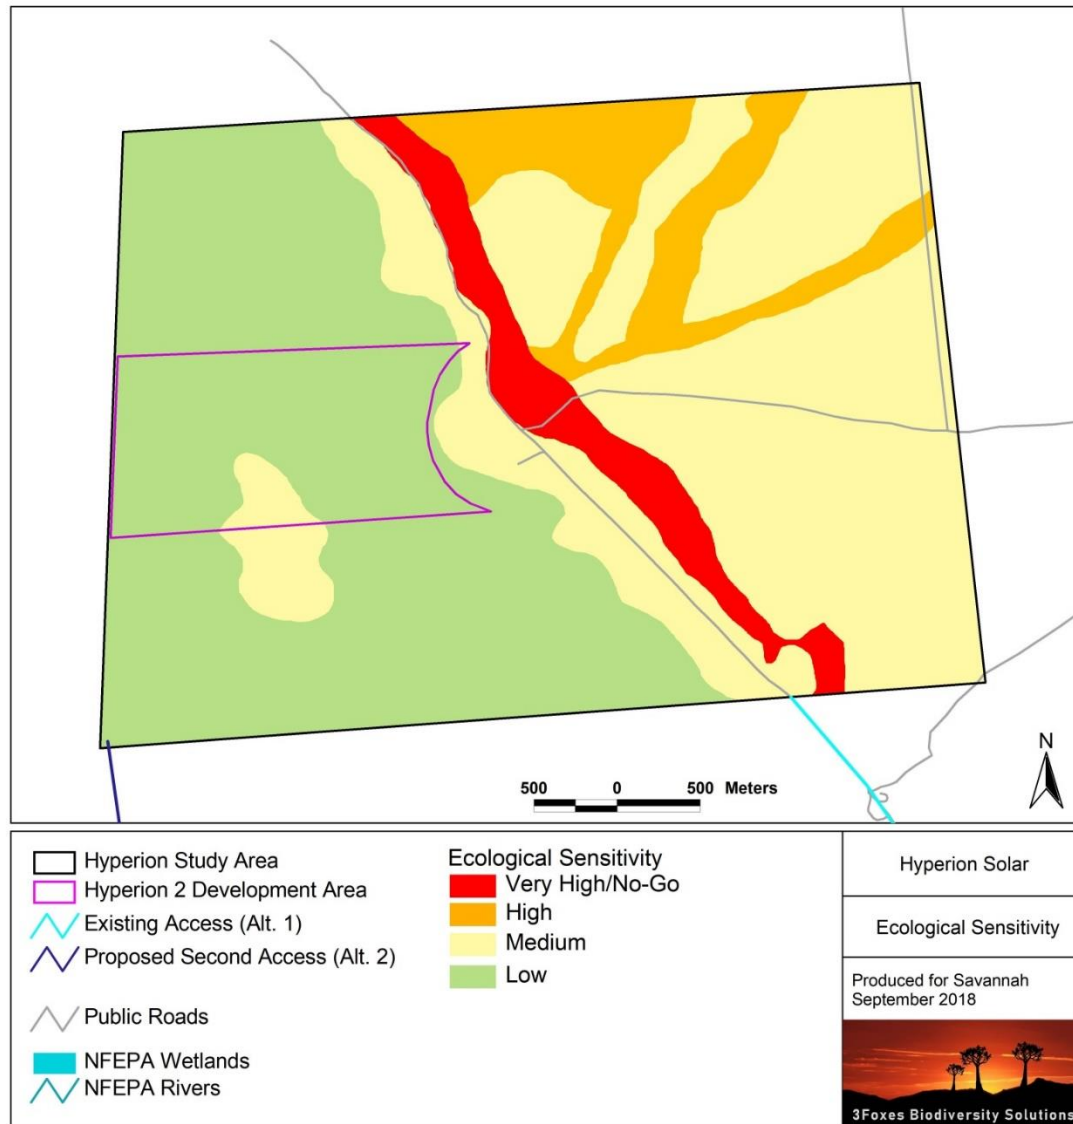 N
500 0 500 Meters
Hyperion Study Area
Hyperion 2 Development Area
Existing Access (Alt. 1)
Proposed Second Access (Alt. 2)
Public Roads
NFEPA Wetlands
NFEPA Rivers
Ecological Sensitivity
Very High/No-Go
High
Medium
Low
Hyperion Solar
Ecological Sensitivity
Produced for Savannah
September 2018
3Foxes Biodiversity Solutions